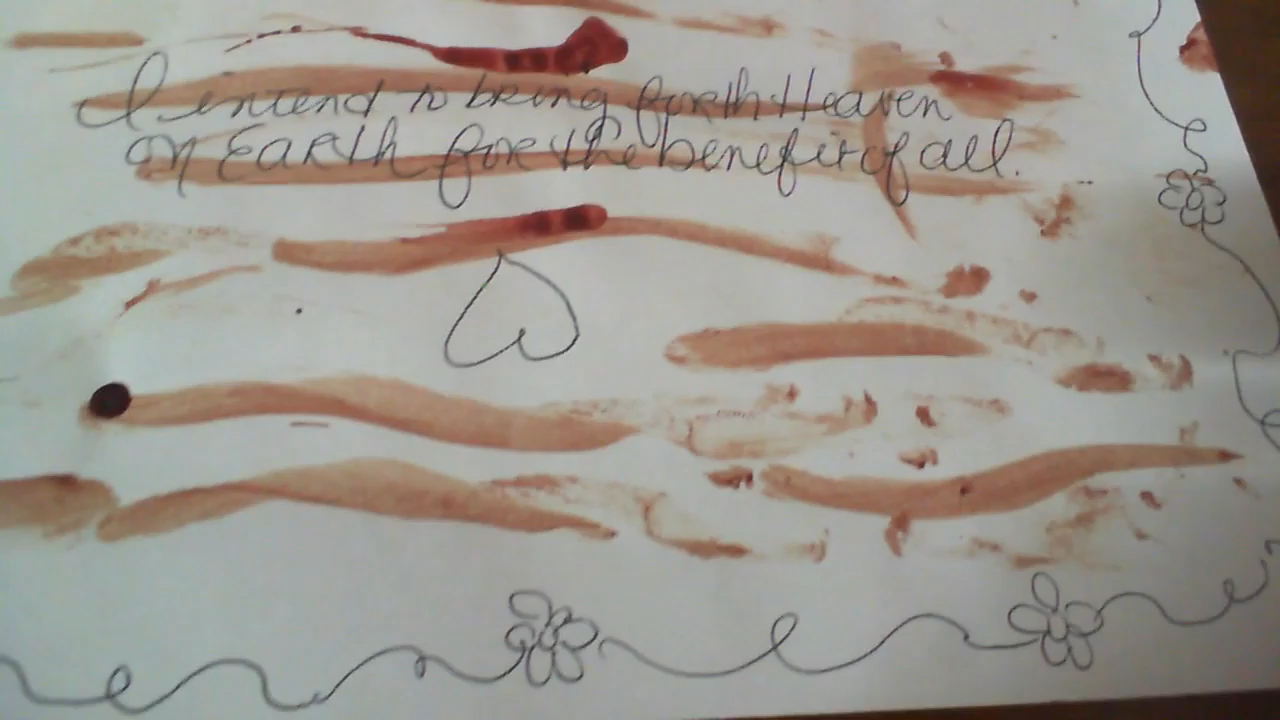 I intend to bring forth Heaven
on Earth for the benefit of all.